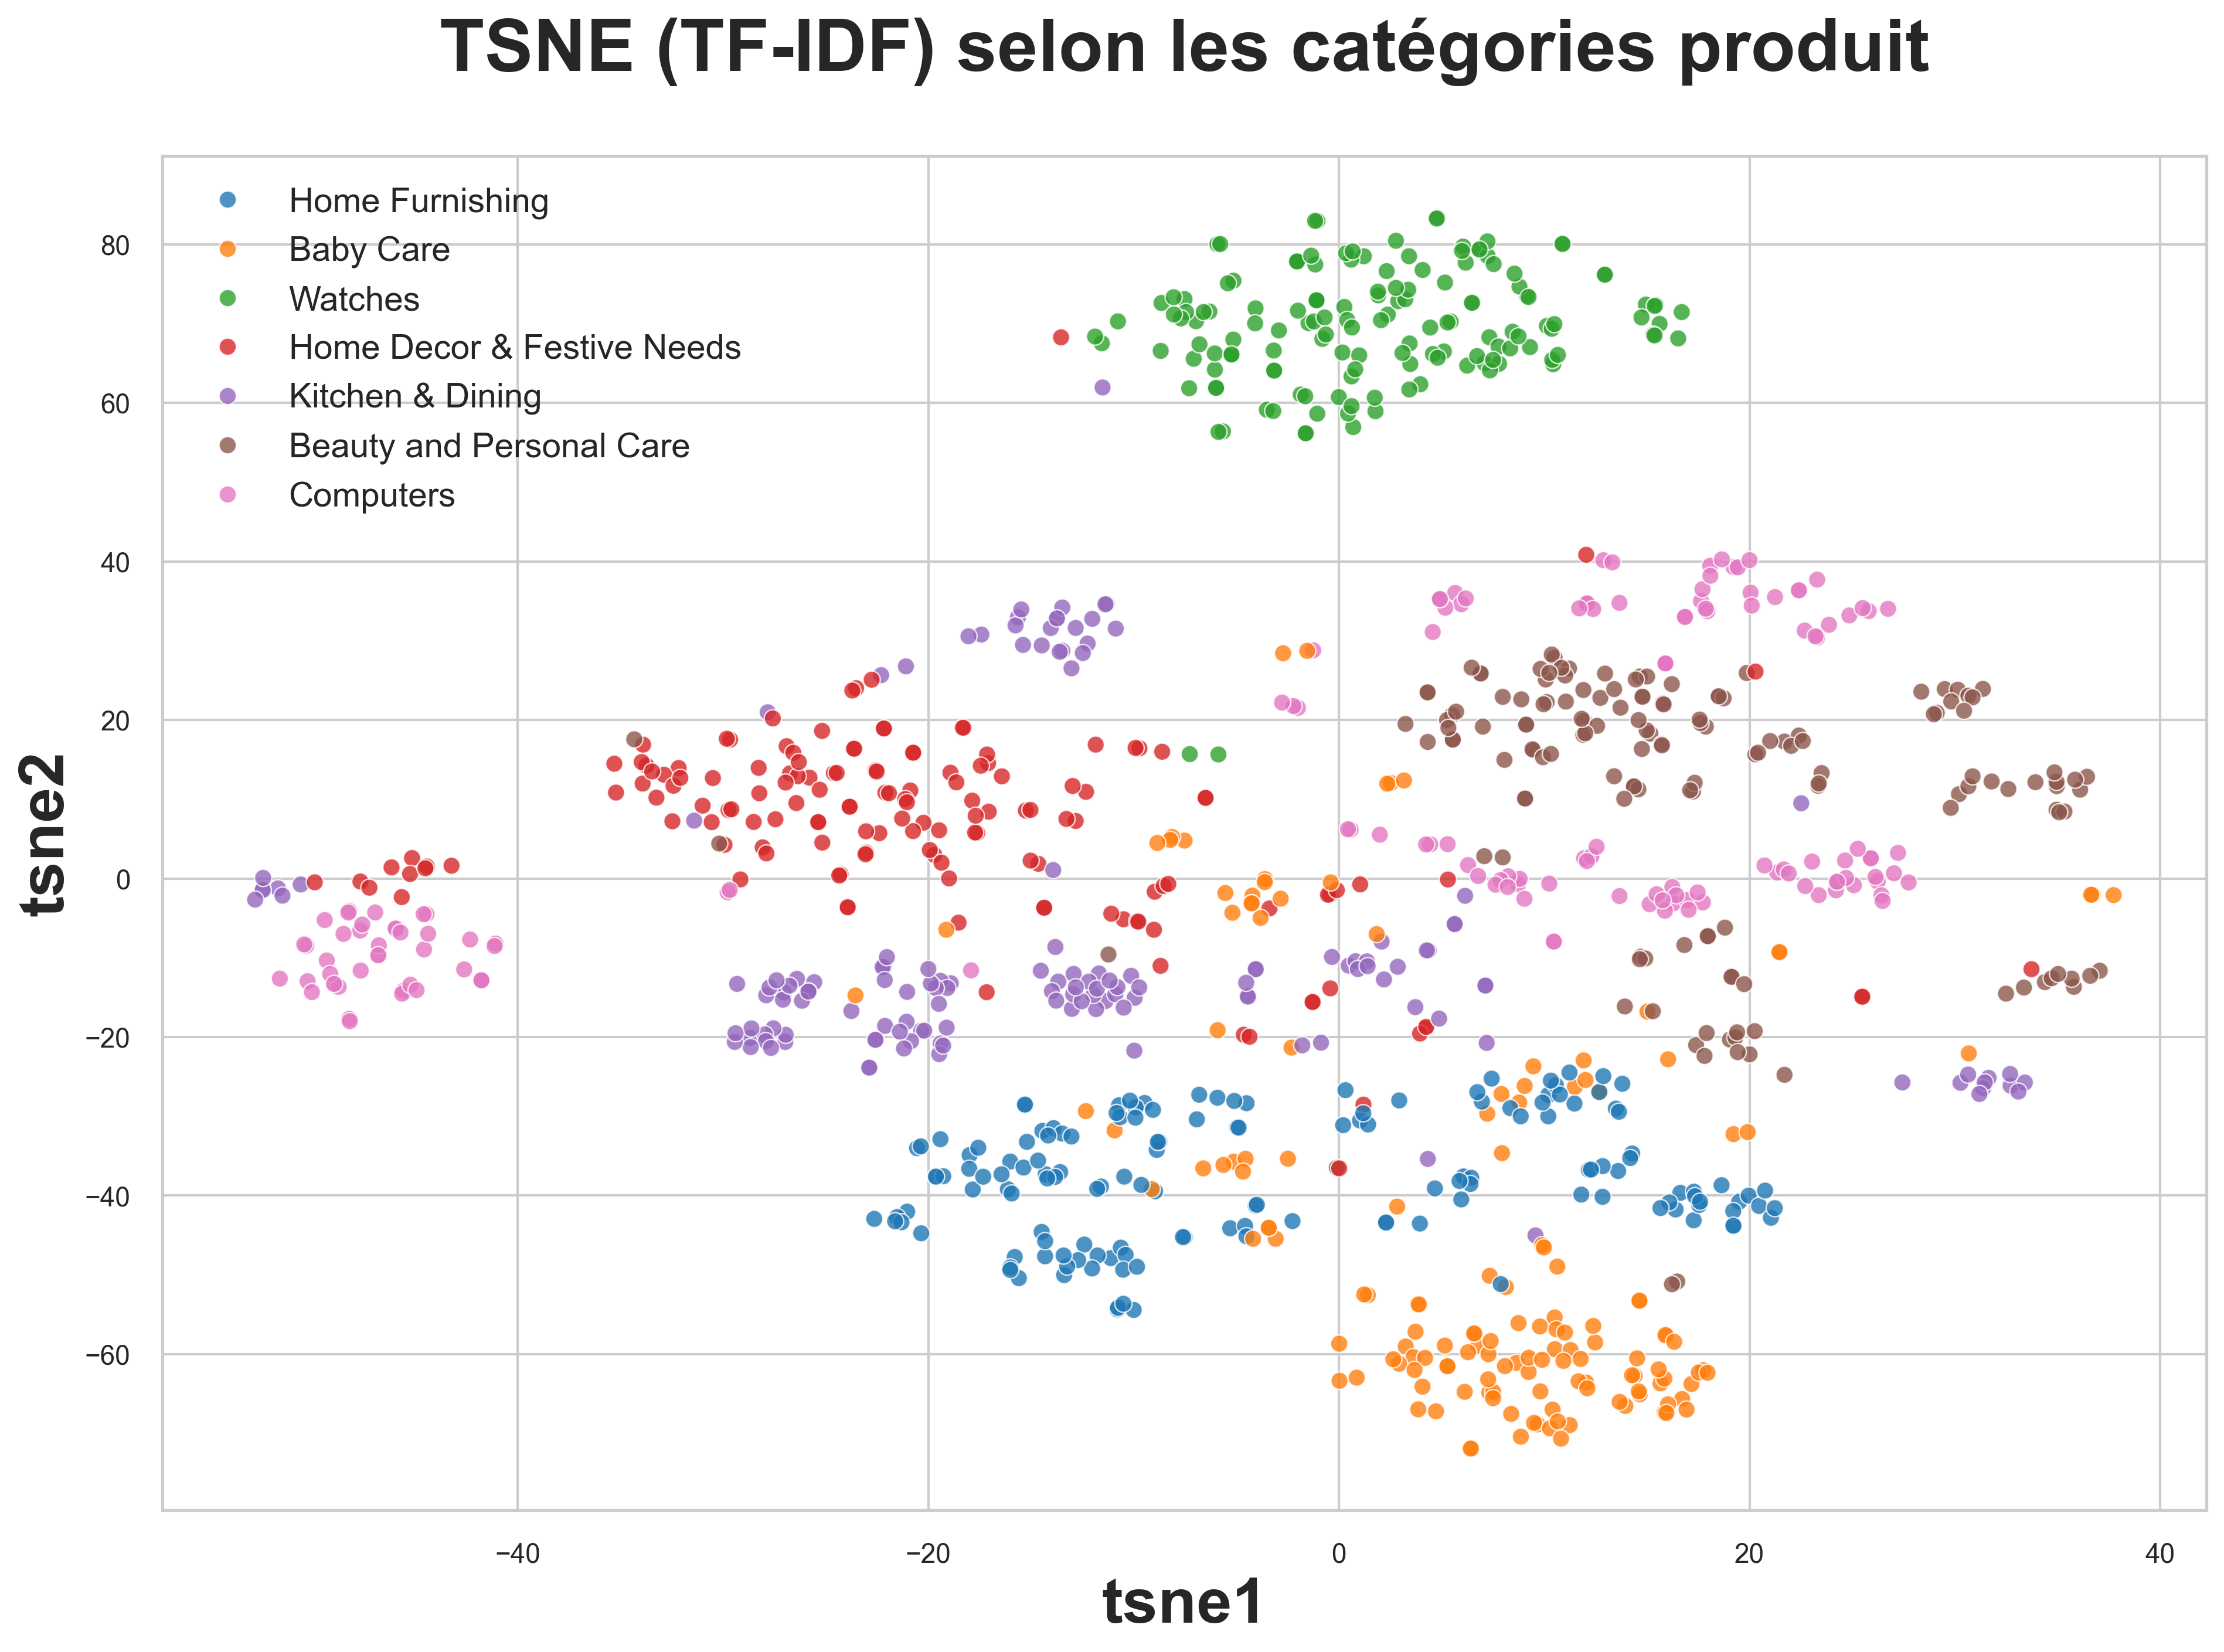 TSNE (TF-IDF) selon les catégories produit
Home Furnishing
Baby Care
Watches
Home Decor & Festive Needs
Kitchen & Dining
Beauty and Personal Care
Computers
80
60
40
20
0
−20
−40
−60
tsne2
−40
−20
0
20
40
tsne1